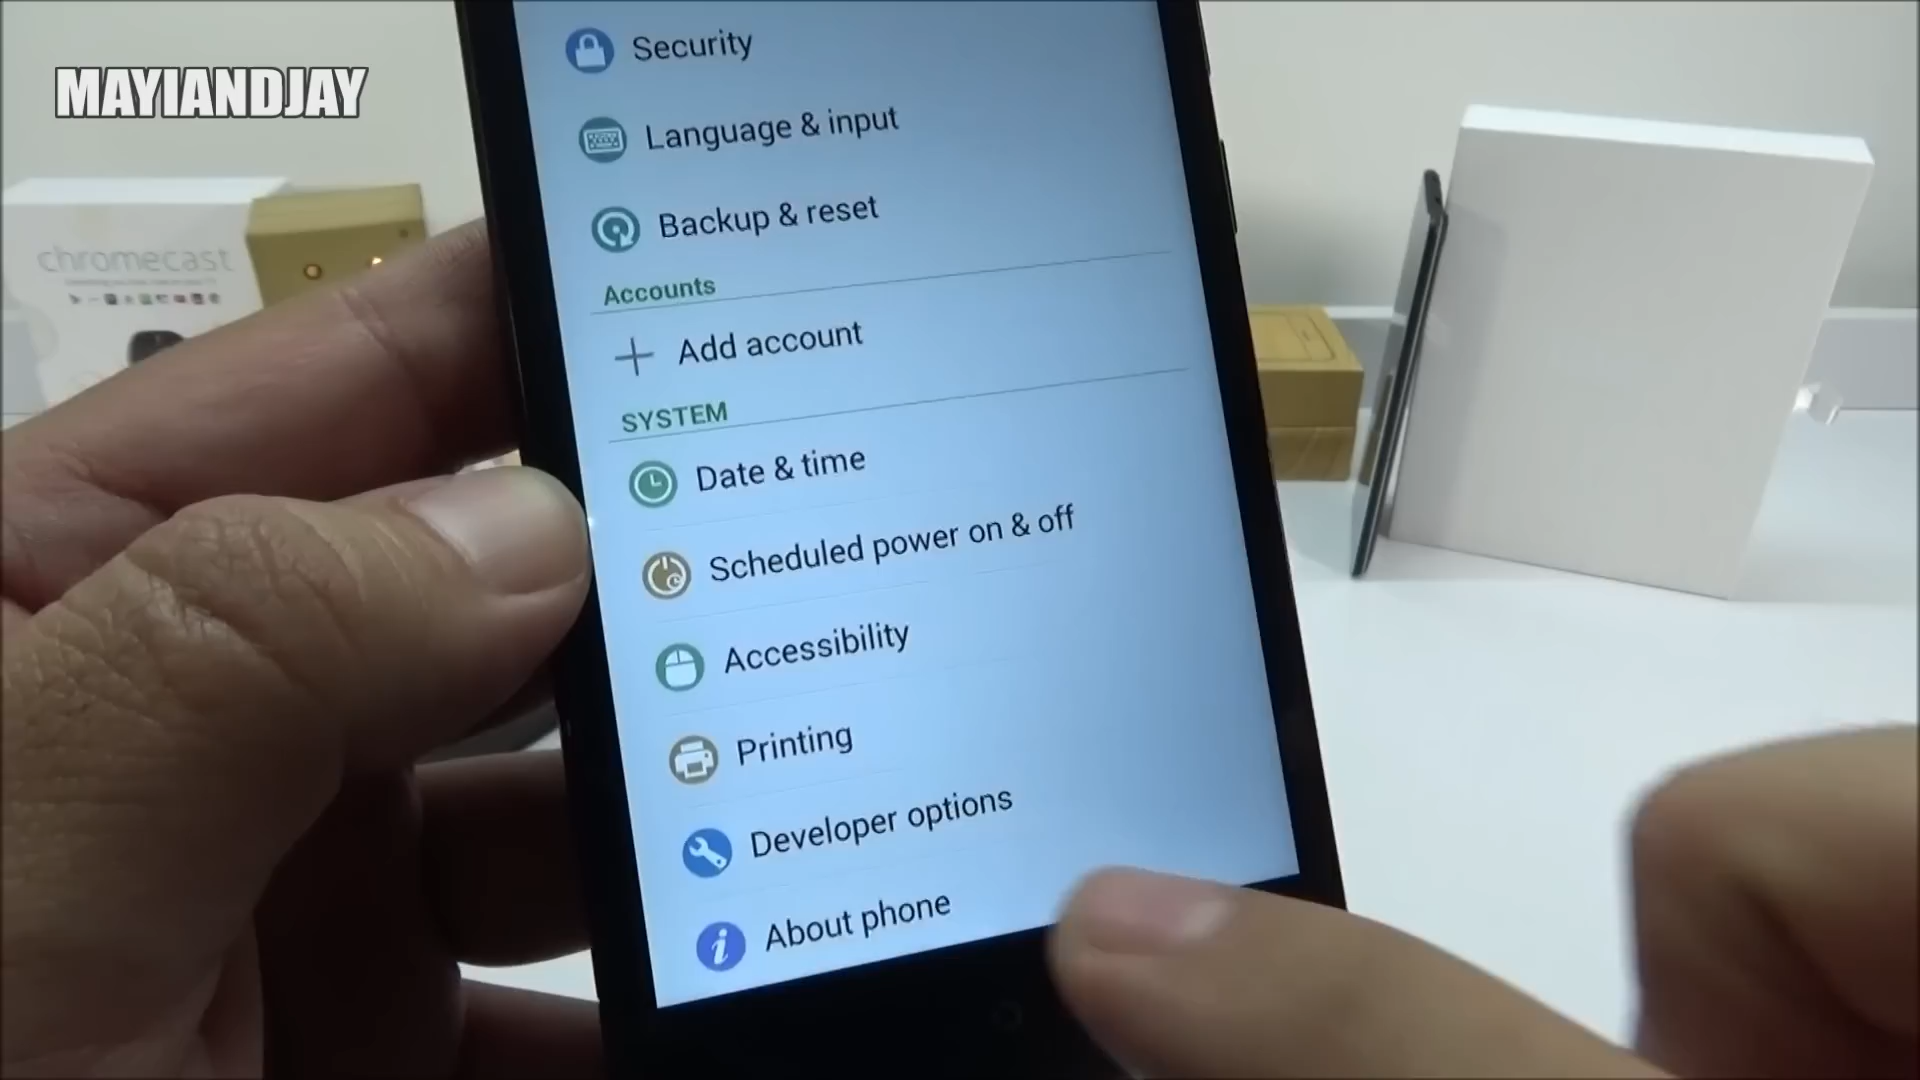 MAYIANDJAY
chromecast
Security
Language & input
Backup & reset
Accounts
Add account
SYSTEM
Date & time
Scheduled power on & off
Accessibility
Printing
Developer options
About phone